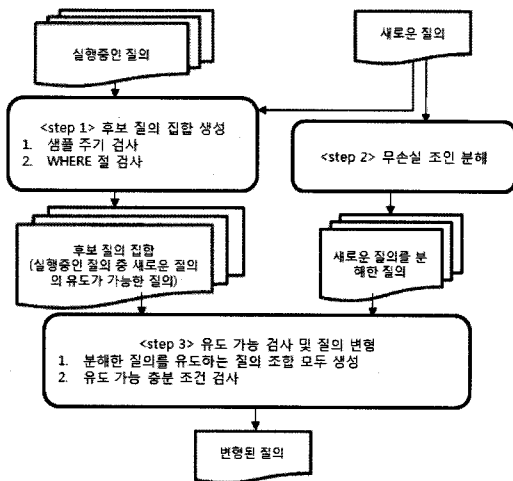 실행중인 질의
새로운 질의
<step 1> 후보 질의 집합 생성
1. 샘플 주기 검사
2. WHERE 절 검사
<step 2> 무손실 조인 분해
후보 질의 집합
(실행중인 질의 중 새로운 질의
의 유도가 가능한 질의)
새로운 질의를 분
해한 질의
<step 3> 유도 가능 검사 및 질의 변형
1. 분해한 질의를 유도하는 질의 조합 모두 생성
2. 유도 가능 충분 조건 검사
변형된 질의